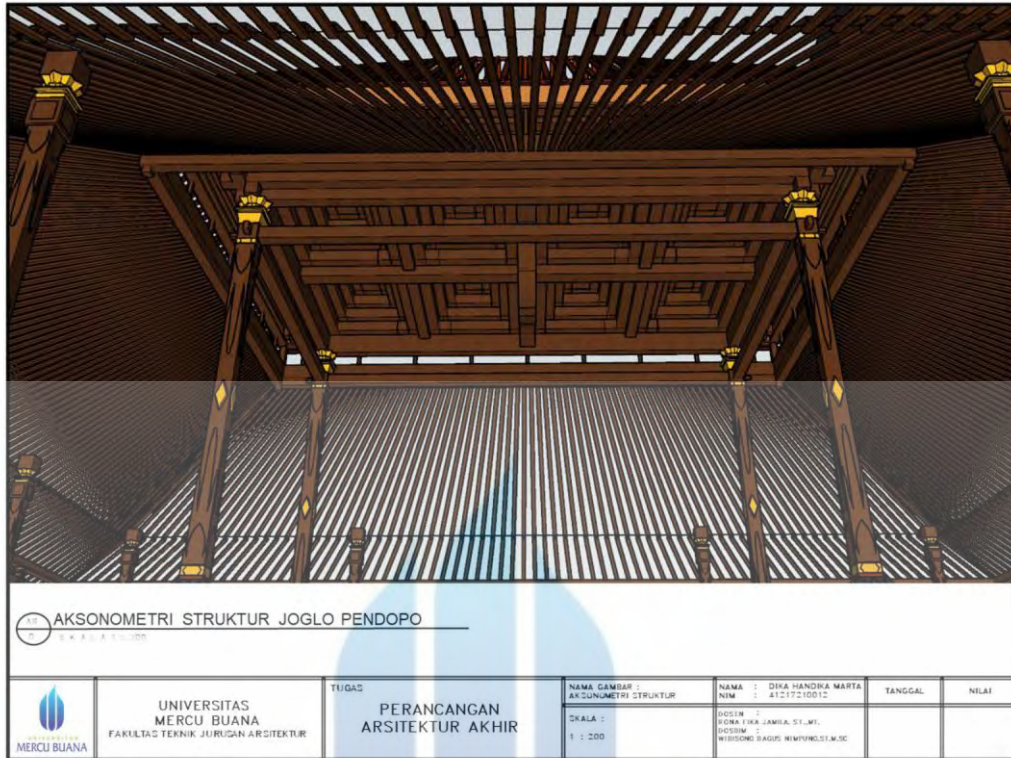 AKSONOMETRI STRUKTUR JOGLO PENDOPO
UNIVERSITAS
MERCU BUANA
UNIVERSITAS
MERCU BUANA
FAKULTAS TEKNIK JURUSAN ARSITEKTUR
TUGAS
PERANCANGAN
ARSITEKTUR AKHIR
NAMA GAMBAR :
AKSONOMETRI STRUKTUR
SKALA :
1 : 200
NAMA : DIKA HANDIKA MARTA
NIM : 41217210012
DOSEN :
RONA FIKA JAMILA, ST.,MT.
DOSBIM :
WIBISONO BAGUS NIMPUNO,ST,M.SC
TANGGAL
NILAI